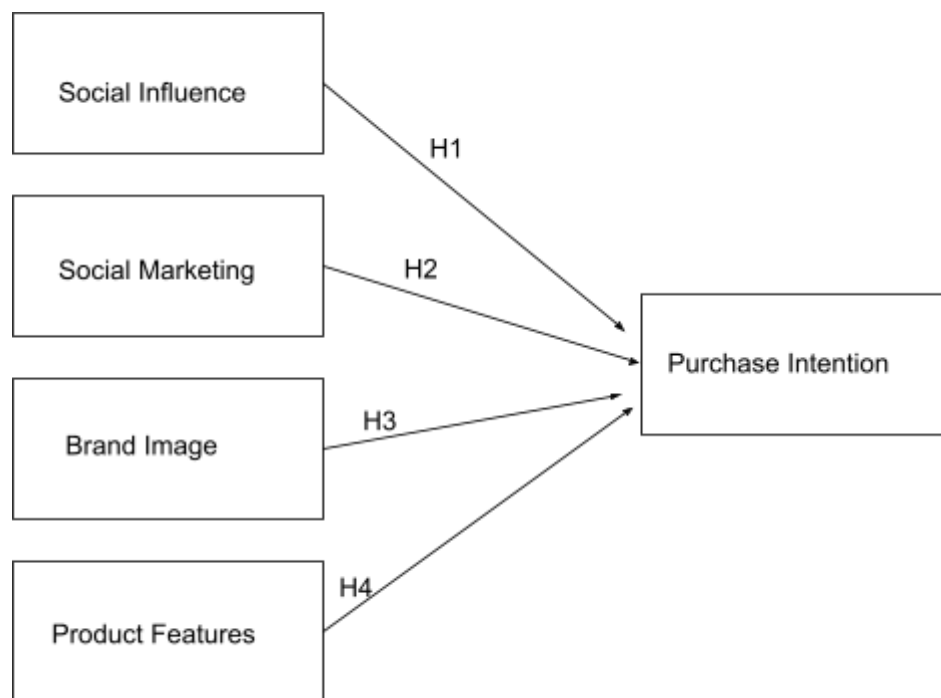 Social Influence
H1
Social Marketing
H2
Purchase Intention
Brand Image
H3
Product Features
H4